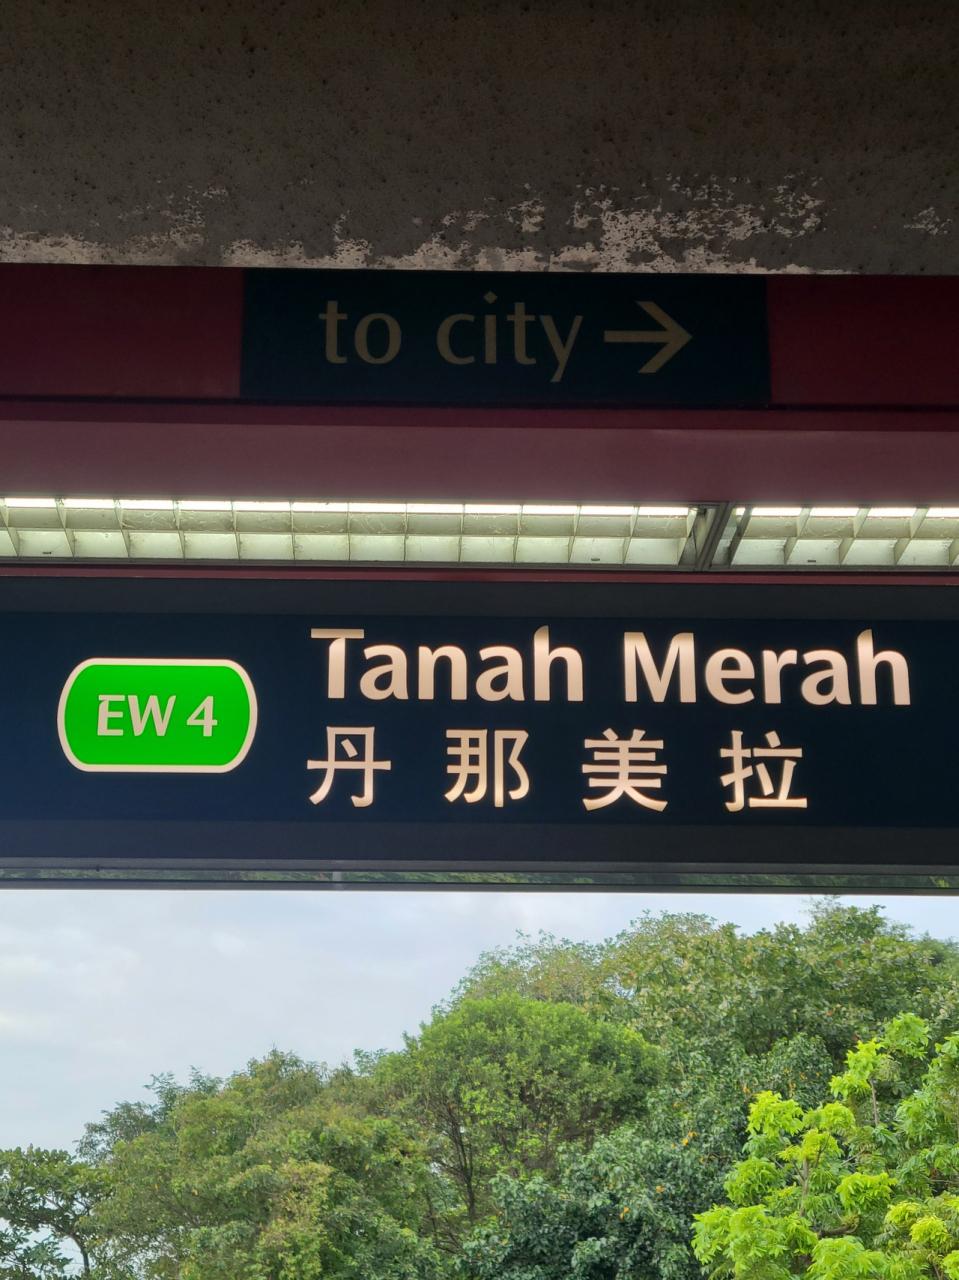 to city →
EW 4
Tanah Merah
丹那美拉